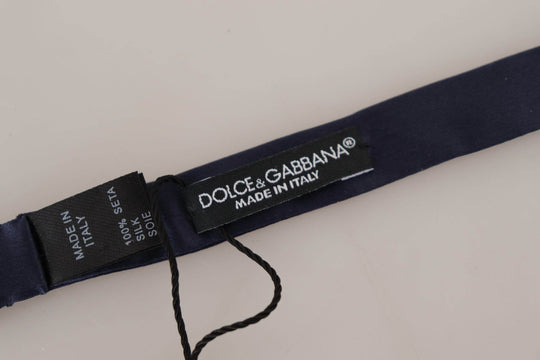 DOLCE&GABBANA®
MADE IN ITALY
MADE IN
ITALY
100% SETA
SILK
SOIE